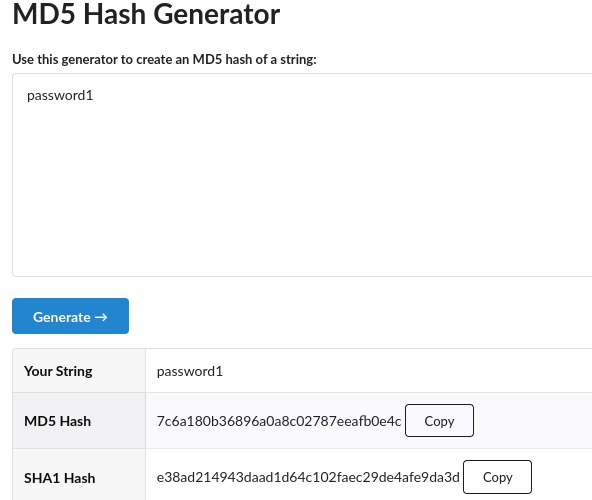 MD5 Hash Generator
Use this generator to create an MD5 hash of a string:
password1
Generate →
Your String password1
MD5 Hash 7c6a180b36896a0a8c02787eeafb0e4c Copy
SHA1 Hash e38ad214943daad1d64c102faec29de4afe9da3d Copy